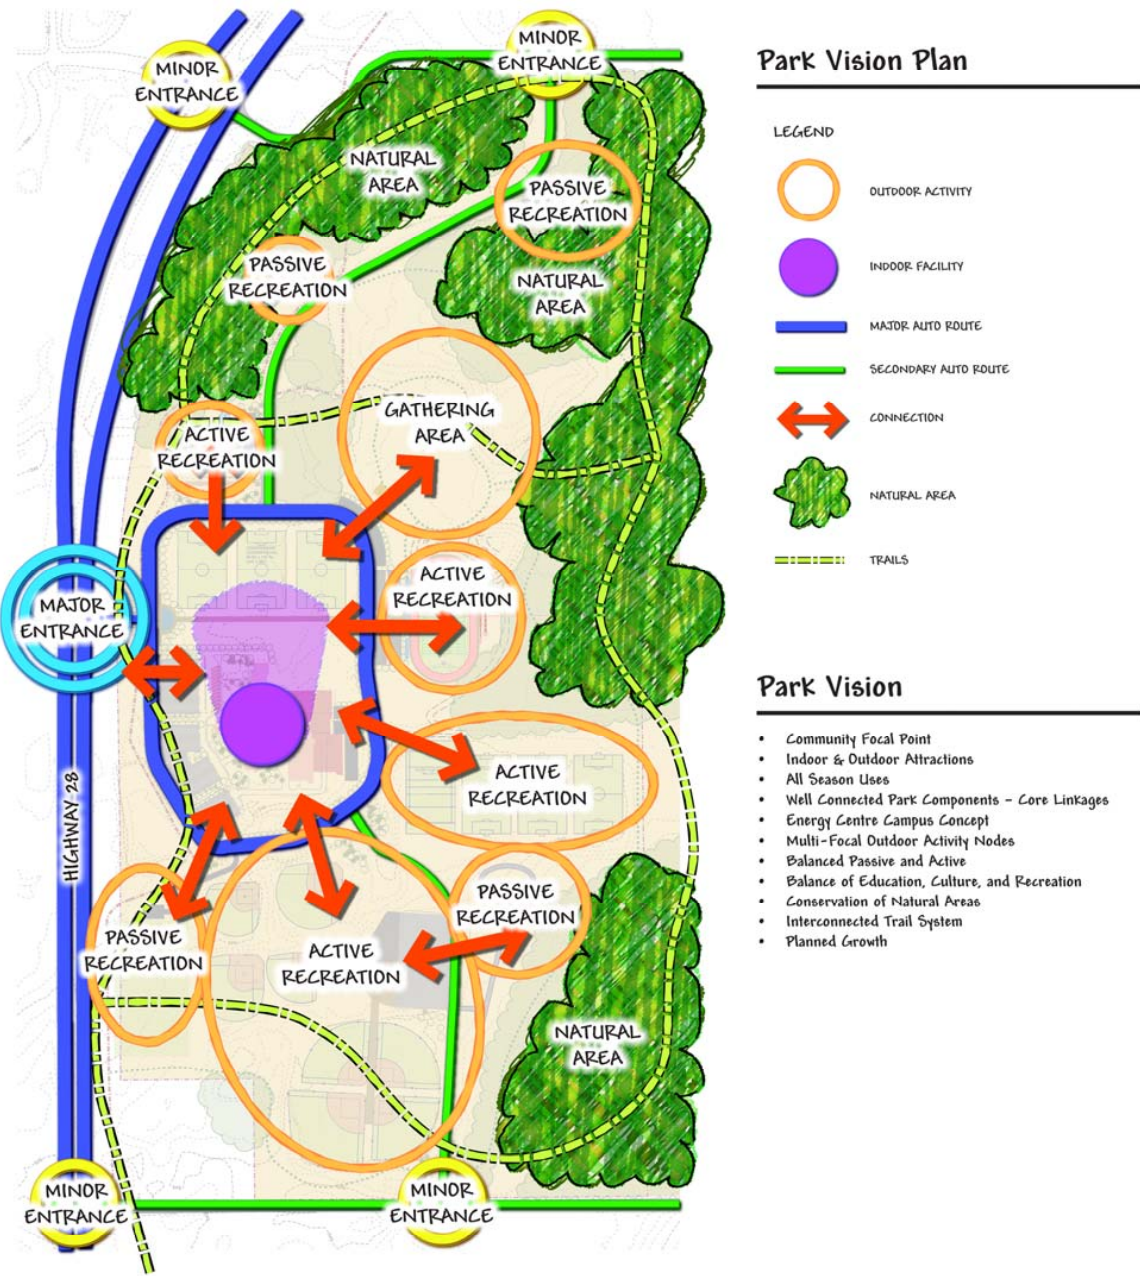 MINOR
ENTRANCE
MINOR
ENTRANCE
NATURAL
AREA
PASSIVE
RECREATION
PASSIVE
RECREATION
NATURAL
AREA
GATHERING
AREA
ACTIVE
RECREATION
ACTIVE
RECREATION
MAJOR
ENTRANCE
ACTIVE
RECREATION
HIGHWAY 28
PASSIVE
RECREATION
PASSIVE
RECREATION
ACTIVE
RECREATION
NATURAL
AREA
MINOR
ENTRANCE
MINOR
ENTRANCE
Park Vision Plan
LEGEND
OUTDOOR ACTIVITY
INDOOR FACILITY
MAJOR AUTO ROUTE
SECONDARY AUTO ROUTE
CONNECTION
NATURAL AREA
TRAILS
Park Vision
• Community Focal Point
• Indoor & Outdoor Attractions
• All Season Uses
• Well Connected Park Components – Core Linkages
• Energy Centre Campus Concept
• Multi-Focal Outdoor Activity Nodes
• Balanced Passive and Active
• Balance of Education, Culture, and Recreation
• Conservation of Natural Areas
• Interconnected Trail System
• Planned Growth